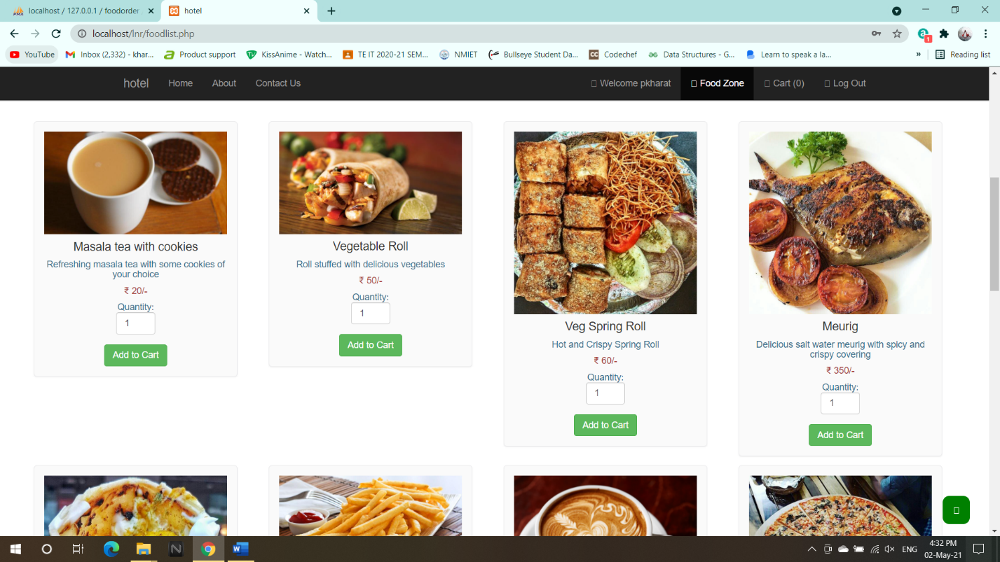 localhost / 127.0.0.1 / foodorder
hotel
localhost/lnr/foodlist.php
YouTube
Inbox (2,332) - khar...
Product support
KissAnime - Watch...
TE IT 2020-21 SEM...
NMIET
Bullseye Student Da...
CC
Codechef
Data Structures - G...
Learn to speak a la...
»
Reading list
hotel
Home
About
Contact Us
Welcome pkharat
Food Zone
Cart (0)
Log Out
Masala tea with cookies
Refreshing masala tea with some cookies of
your choice
₹ 20/-
Quantity:
1
Add to Cart
Vegetable Roll
Roll stuffed with delicious vegetables
₹ 50/-
Quantity:
1
Add to Cart
Veg Spring Roll
Hot and Crispy Spring Roll
₹ 60/-
Quantity:
1
Add to Cart
Meurig
Delicious salt water meurig with spicy and
crispy covering
₹ 350/-
Quantity:
1
Add to Cart
ENG
4:32 PM
02-May-21